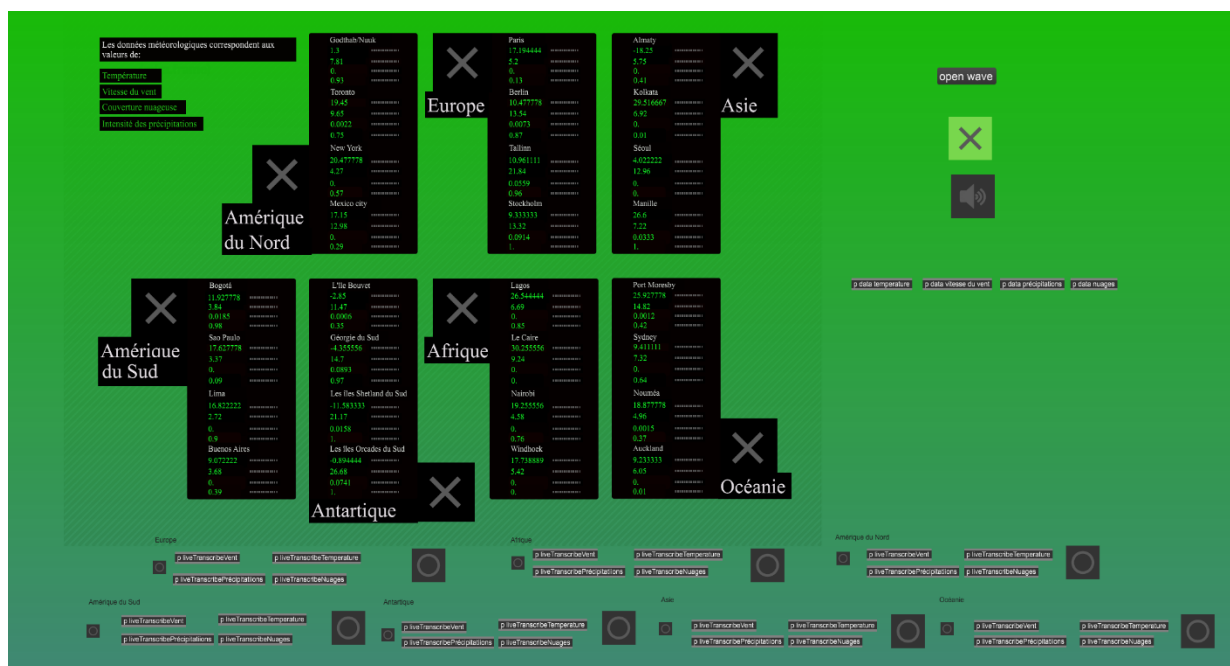 Les données météorologiques correspondent aux
valeurs de:
Température
Vitesse du vent
Couverture nuageuse
Intensité des précipitations
Amérique
du Nord
Godthab/Nuuk
1.3
7.81
0.
0.93
Toronto
19.45
9.65
0.0022
0.75
New York
20.477778
4.27
0.
0.57
Mexico city
17.15
12.98
0.
0.29
Europe
Paris
17.194444
5.2
0.
0.13
Berlin
10.477778
13.54
0.0073
0.87
Tallinn
10.961111
21.84
0.0559
0.96
Stockholm
9.333333
13.32
0.0914
1.
Almaty
-18.25
5.75
0.
0.41
Kolkata
29.516667
6.92
0.
0.01
Séoul
4.022222
12.96
0.
0.
Manille
26.6
7.22
0.0333
1.
Asie
open wave
p data temperature
p data vitesse du vent
p data précipitations
p data nuages
Amérique
du Sud
Bogotá
11.927778
3.84
0.0185
0.98
Sao Paulo
17.627778
3.37
0.
0.09
Lima
16.822222
2.72
0.
0.9
Buenos Aires
9.072222
3.68
0.
0.39
L'île Bouvet
-2.85
11.47
0.0006
0.35
Géorgie du Sud
-4.355556
14.7
0.0893
0.97
Les îles Shetland du Sud
-11.583333
21.17
0.0158
1.
Les îles Orcades du Sud
-0.894444
26.68
0.0741
1.
Antartique
Afrique
Lagos
26.544444
6.69
0.
0.85
Le Caire
30.255556
9.24
0.
0.
Nairobi
19.255556
4.58
0.
0.76
Windhoek
17.738889
5.42
0.
0.
Port Moresby
25.927778
14.82
0.0012
0.42
Sydney
9.411111
7.32
0.
0.64
Nouméa
18.877778
4.96
0.0015
0.37
Auckland
9.233333
6.05
0.
0.01
Océanie
Europe
p liveTranscribeVent
p liveTranscribeTemperature
p liveTranscribePrécipitations
p liveTranscribeNuages
Afrique
p liveTranscribeVent
p liveTranscribeTemperature
p liveTranscribePrécipitations
p liveTranscribeNuages
Amérique du Nord
p liveTranscribeVent
p liveTranscribeTemperature
p liveTranscribePrécipitations
p liveTranscribeNuages
Amérique du Sud
p liveTranscribeVent
p liveTranscribeTemperature
p liveTranscribePrécipitatiions
p liveTranscribeNuages
Antartique
p liveTranscribeVent
p liveTranscribeTemperature
p liveTranscribePrécipitations
p liveTranscribeNuages
Asie
p liveTranscribeVent
p liveTranscribeTemperature
p liveTranscribePrécipitations
p liveTranscribeNuages
Océanie
p liveTranscribeVent
p liveTranscribeTemperature
p liveTranscribePrécipitations
p liveTranscribeNuages